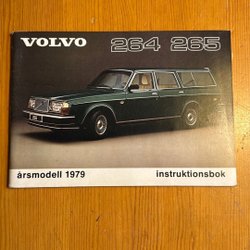 VOLVO 264 265
årsmodell 1979 instruktionsbok